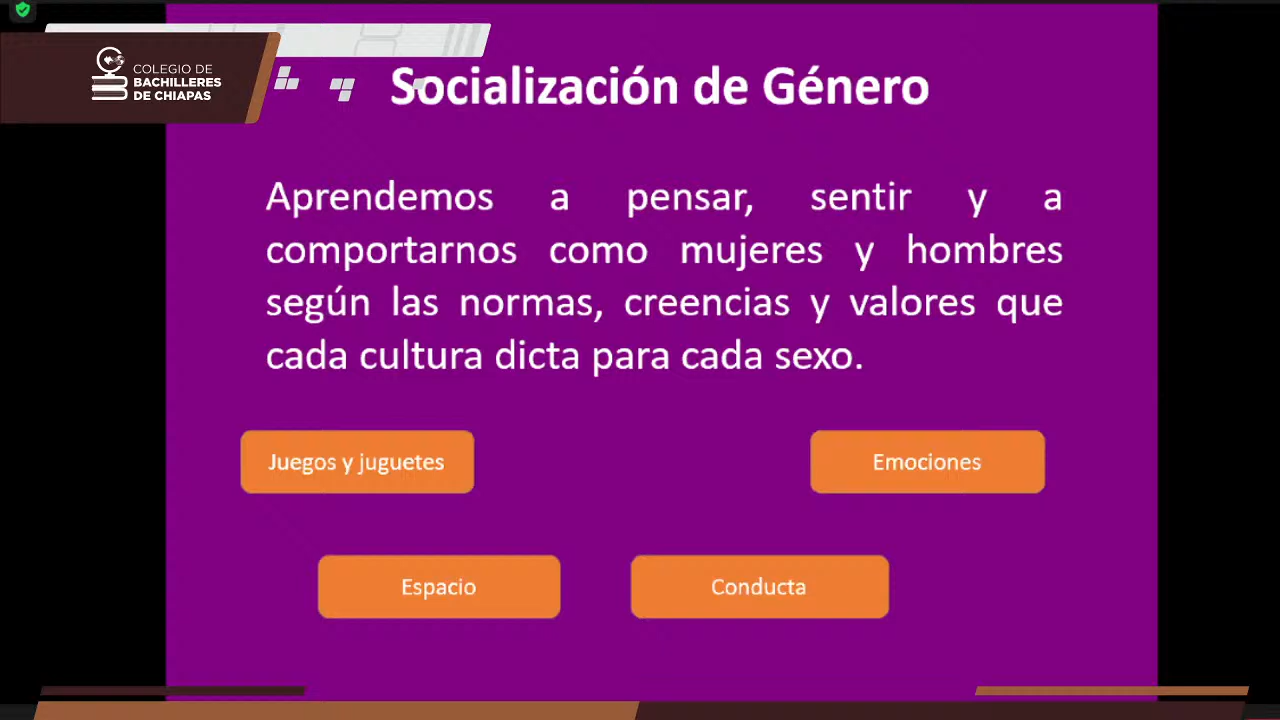 COLEGIO DE
BACHILLERES
DE CHIAPAS
Socialización de Género
Aprendemos a pensar, sentir y a
comportarnos como mujeres y hombres
según las normas, creencias y valores que
cada cultura dicta para cada sexo.
Juegos y juguetes
Emociones
Espacio
Conducta